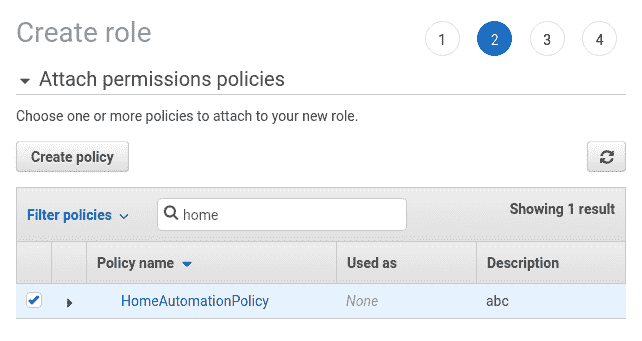 Create role
1 2 3 4
Attach permissions policies
Choose one or more policies to attach to your new role.
Create policy
Filter policies home Showing 1 result
Policy name Used as Description
HomeAutomationPolicy None abc